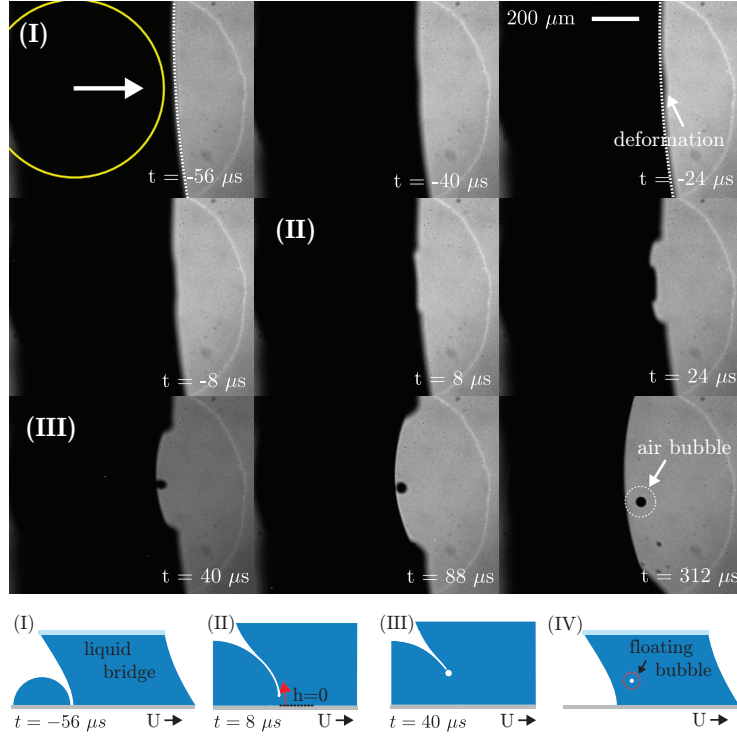 (I)
200 μm
deformation
t = -56 μs
t = -40 μs
t = -24 μs
(II)
t = -8 μs
t = 8 μs
t = 24 μs
(III)
air bubble
t = 40 μs
t = 88 μs
t = 312 μs
(I)
liquid
bridge
t = −56 μs
U
(II)
h=0
t = 8 μs
U
(III)
t = 40 μs
U
(IV)
floating
bubble
U